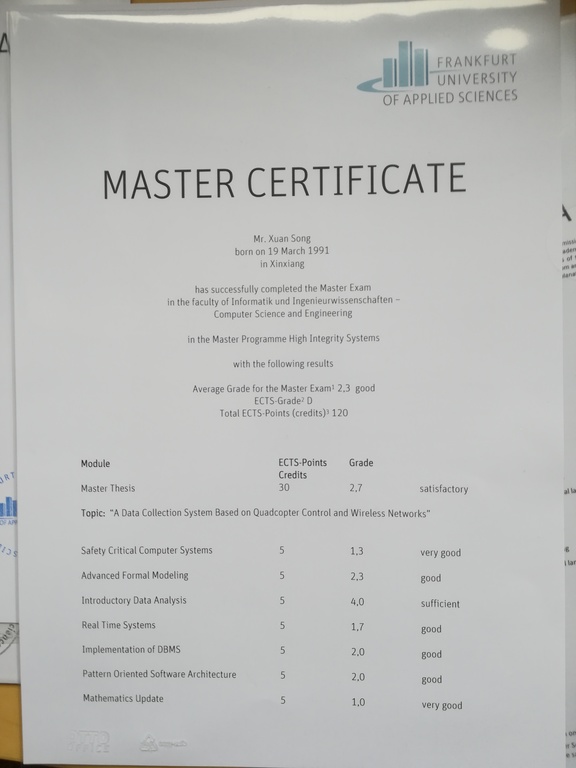 FRANKFURT
UNIVERSITY
OF APPLIED SCIENCES
MASTER CERTIFICATE
Mr. Xuan Song
born on 19 March 1991
in Xinxiang
has successfully completed the Master Exam
in the faculty of Informatik und Ingenieurwissenschaften –
Computer Science and Engineering
in the Master Programme High Integrity Systems
with the following results
Average Grade for the Master Exam¹ 2,3 good
ECTS-Grade² D
Total ECTS-Points (credits)³ 120
Module ECTS-Points Grade
Credits
Master Thesis 30 2,7 satisfactory
Topic: "A Data Collection System Based on Quadcopter Control and Wireless Networks"
Safety Critical Computer Systems 5 1,3 very good
Advanced Formal Modeling 5 2,3 good
Introductory Data Analysis 5 4,0 sufficient
Real Time Systems 5 1,7 good
Implementation of DBMS 5 2,0 good
Pattern Oriented Software Architecture 5 2,0 good
Mathematics Update 5 1,0 very good